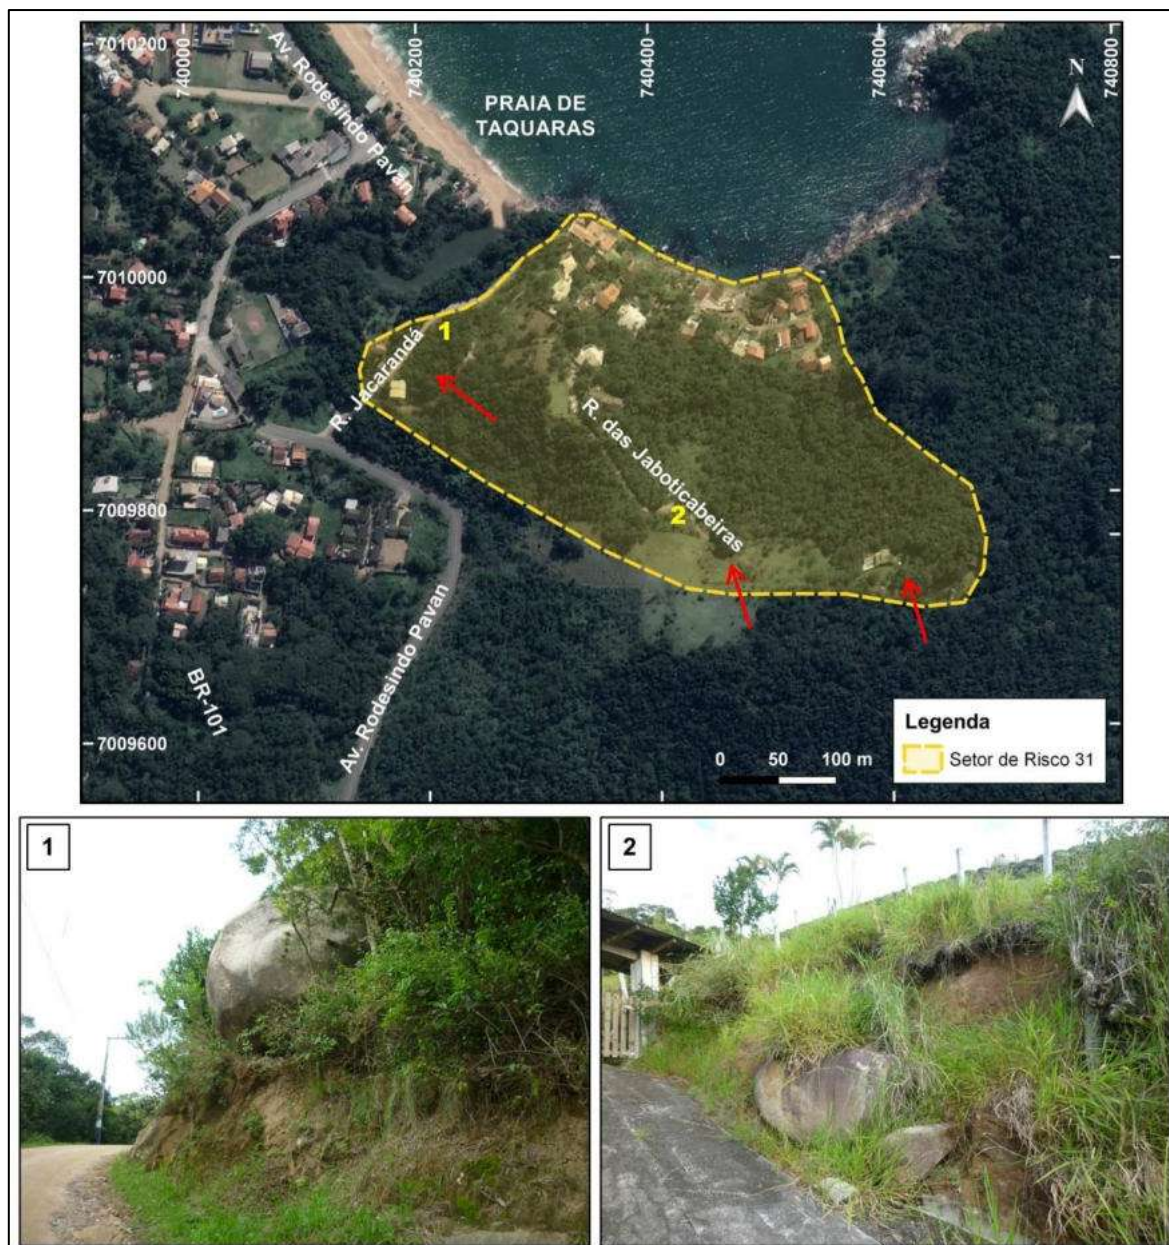 7010200
740000
740200
740400
740600
740800
Av. Rodesindo Pavan
PRAIA DE
TAQUARAS
N
7010000
1
R. Jacarandá
R. das Jaboticabeiras
2
7009800
Av. Rodesindo Pavan
BR-101
7009600
0 50 100 m
Legenda
Setor de Risco 31
1
2